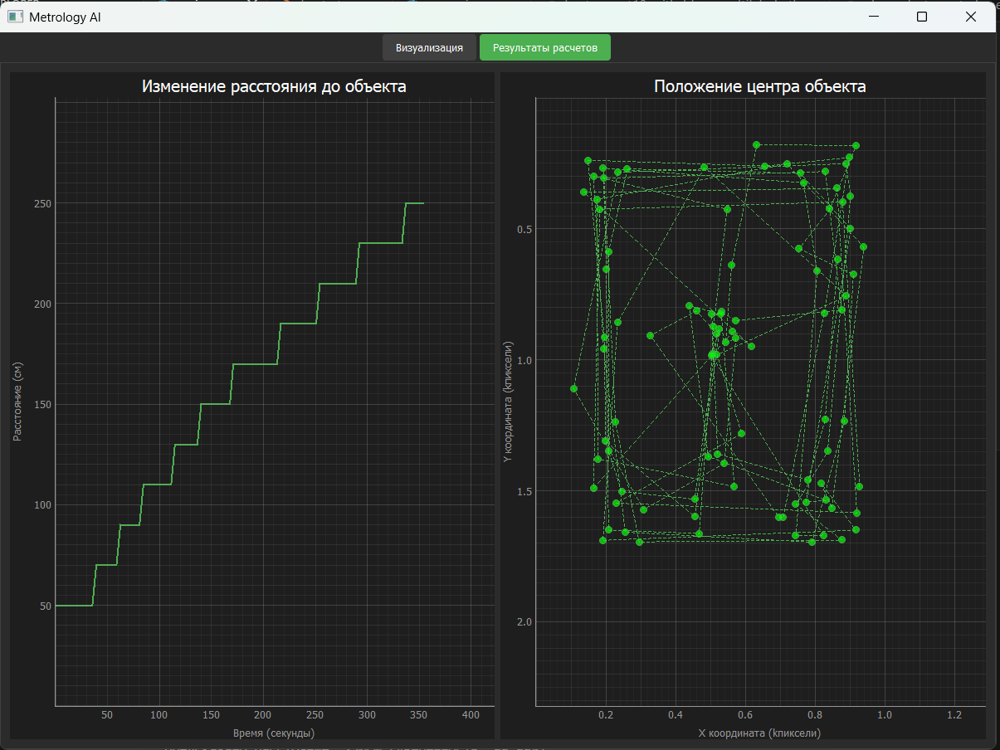 Metrology AI
Визуализация
Результаты расчетов
Изменение расстояния до объекта
Расстояние (см)
250
200
150
100
50
50 100 150 200 250 300 350 400
Время (секунды)
Положение центра объекта
Y координата (kпиксели)
0.5
1.0
1.5
2.0
0.2 0.4 0.6 0.8 1.0 1.2
X координата (kпиксели)